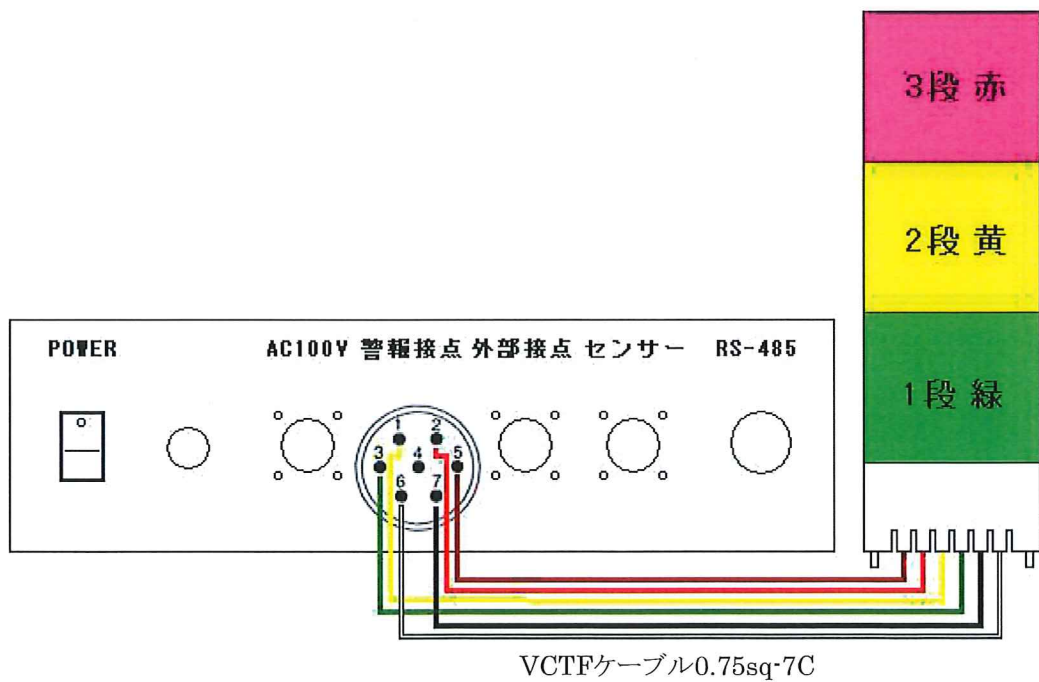 3段 赤
2段 黄
POWER
AC100V 警報接点 外部接点 センサー RS-485
1段 緑
1 2
3 4 5
6 7
VCTFケーブル0.75sq-7C